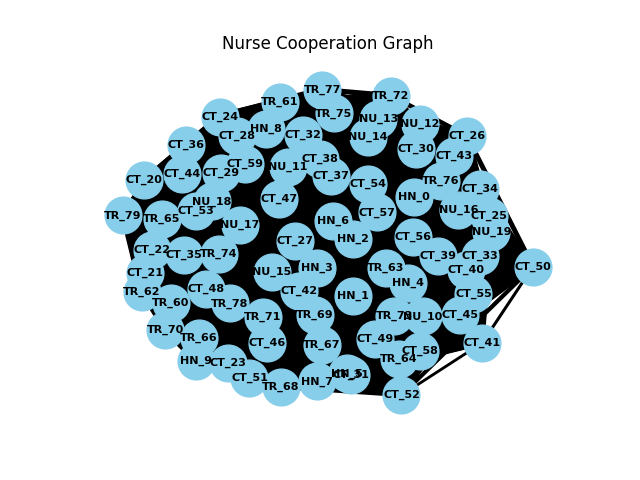 Nurse Cooperation Graph
TR_77
TR_72
TR_61
TR_75
CT_24
NU_13
NU_12
HN_8
CT_28
CT_32
NU_14
CT_26
CT_36
CT_30
CT_43
CT_38
CT_59
NU_11
CT_44
CT_29
CT_37
CT_20
TR_76
CT_54
CT_34
HN_0
CT_47
NU_18
CT_53
NU_16
CT_57
TR_79
CT_25
TR_65
HN_6
NU_17
NU_19
CT_56
HN_2
CT_27
CT_22
TR_74
CT_35
CT_39
CT_33
HN_3
TR_63
CT_50
CT_40
CT_21
NU_15
HN_4
CT_48
TR_62
CT_42
CT_55
HN_1
TR_60
TR_78
TR_69
CT_45
NU_10
TR_71
TR_70
TR_66
CT_49
CT_46
CT_41
TR_67
CT_58
TR_64
HN_9
CT_23
HN_5
CT_51
HN_7
TR_68
CT_52